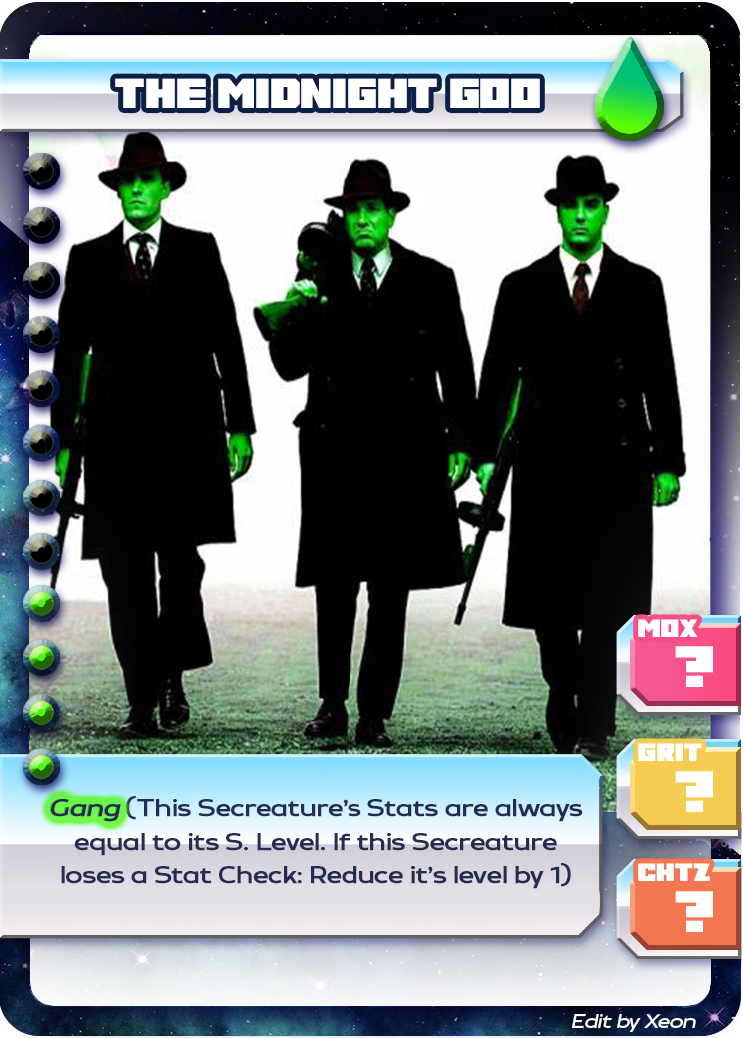 THE MIDNIGHT GOD
MOX
?
GRIT
?
CHTZ
?
Gang (This Secreature's Stats are always
equal to its S. Level. If this Secreature
loses a Stat Check: Reduce it's level by 1)
Edit by Xeon